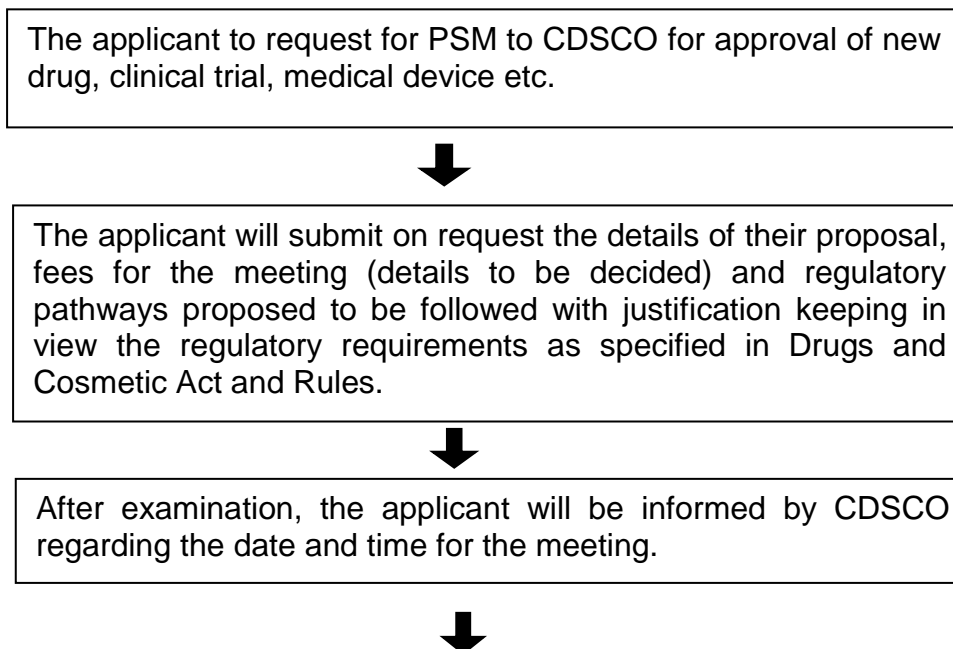 The applicant to request for PSM to CDSCO for approval of new
drug, clinical trial, medical device etc.
The applicant will submit on request the details of their proposal,
fees for the meeting (details to be decided) and regulatory
pathways proposed to be followed with justification keeping in
view the regulatory requirements as specified in Drugs and
Cosmetic Act and Rules.
After examination, the applicant will be informed by CDSCO
regarding the date and time for the meeting.